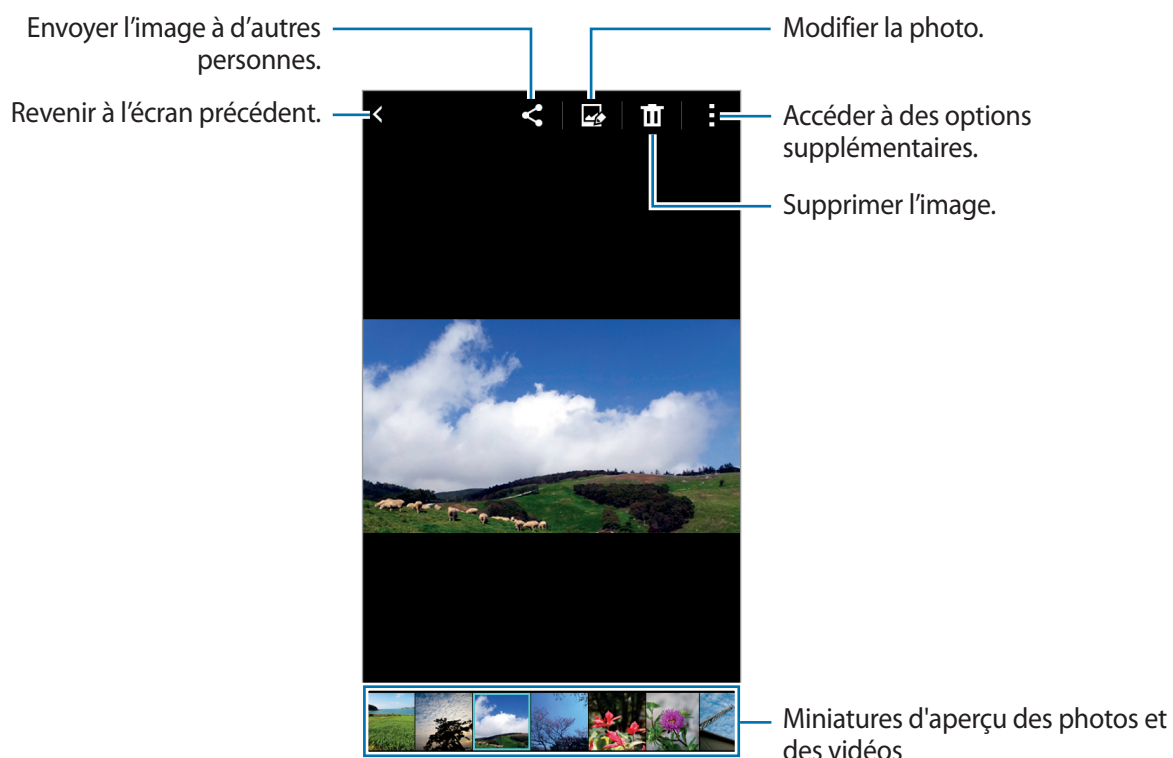 Envoyer l’image à d’autres
personnes.
Modifier la photo.
Revenir à l’écran précédent.
Accéder à des options
supplémentaires.
Supprimer l’image.
Miniatures d'aperçu des photos et
des vidéos